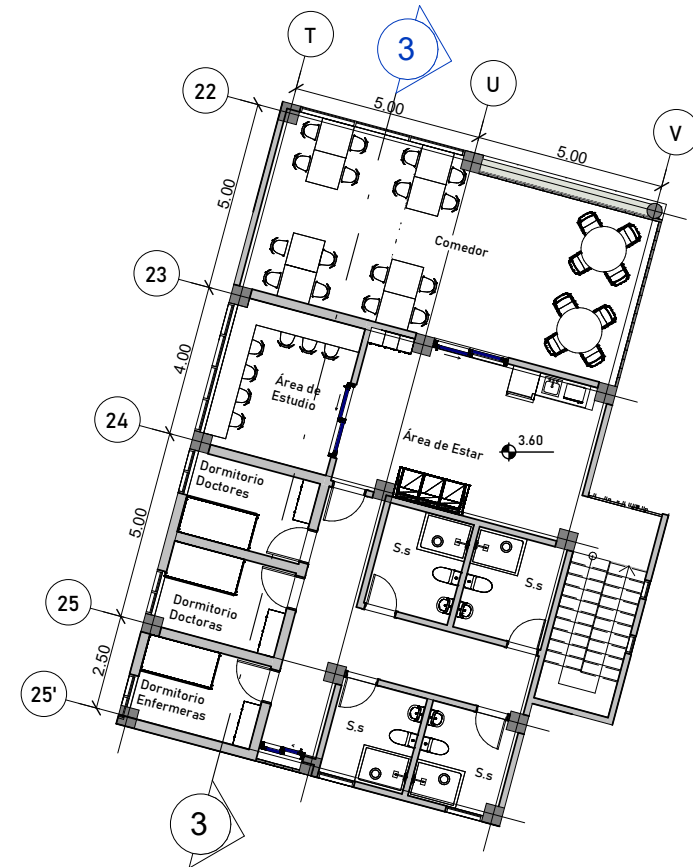 T
3
U
V
22
5.00
5.00
5.00
Comedor
23
4.00
Área de
Estudio
24
Área de Estar
3.60
Dormitorio
Doctores
5.00
S.s
S.s
Dormitorio
Doctoras
25
2.50
Dormitorio
Enfermeras
25'
S.s
S.s
3